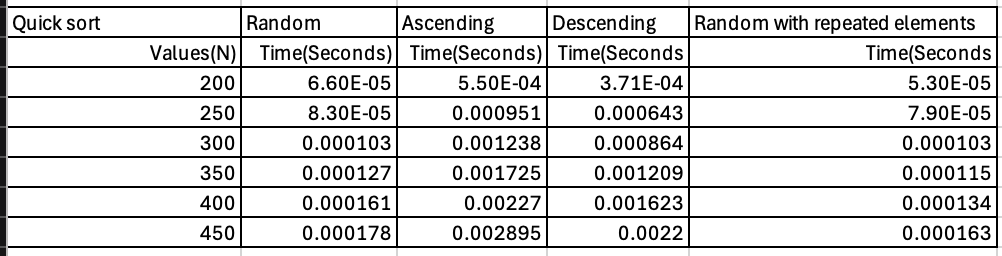 Quick sort Random Ascending Descending Random with repeated elements
Values(N) Time(Seconds) Time(Seconds) Time(Seconds Time(Seconds
200 6.60E-05 5.50E-04 3.71E-04 5.30E-05
250 8.30E-05 0.000951 0.000643 7.90E-05
300 0.000103 0.001238 0.000864 0.000103
350 0.000127 0.001725 0.001209 0.000115
400 0.000161 0.00227 0.001623 0.000134
450 0.000178 0.002895 0.0022 0.000163